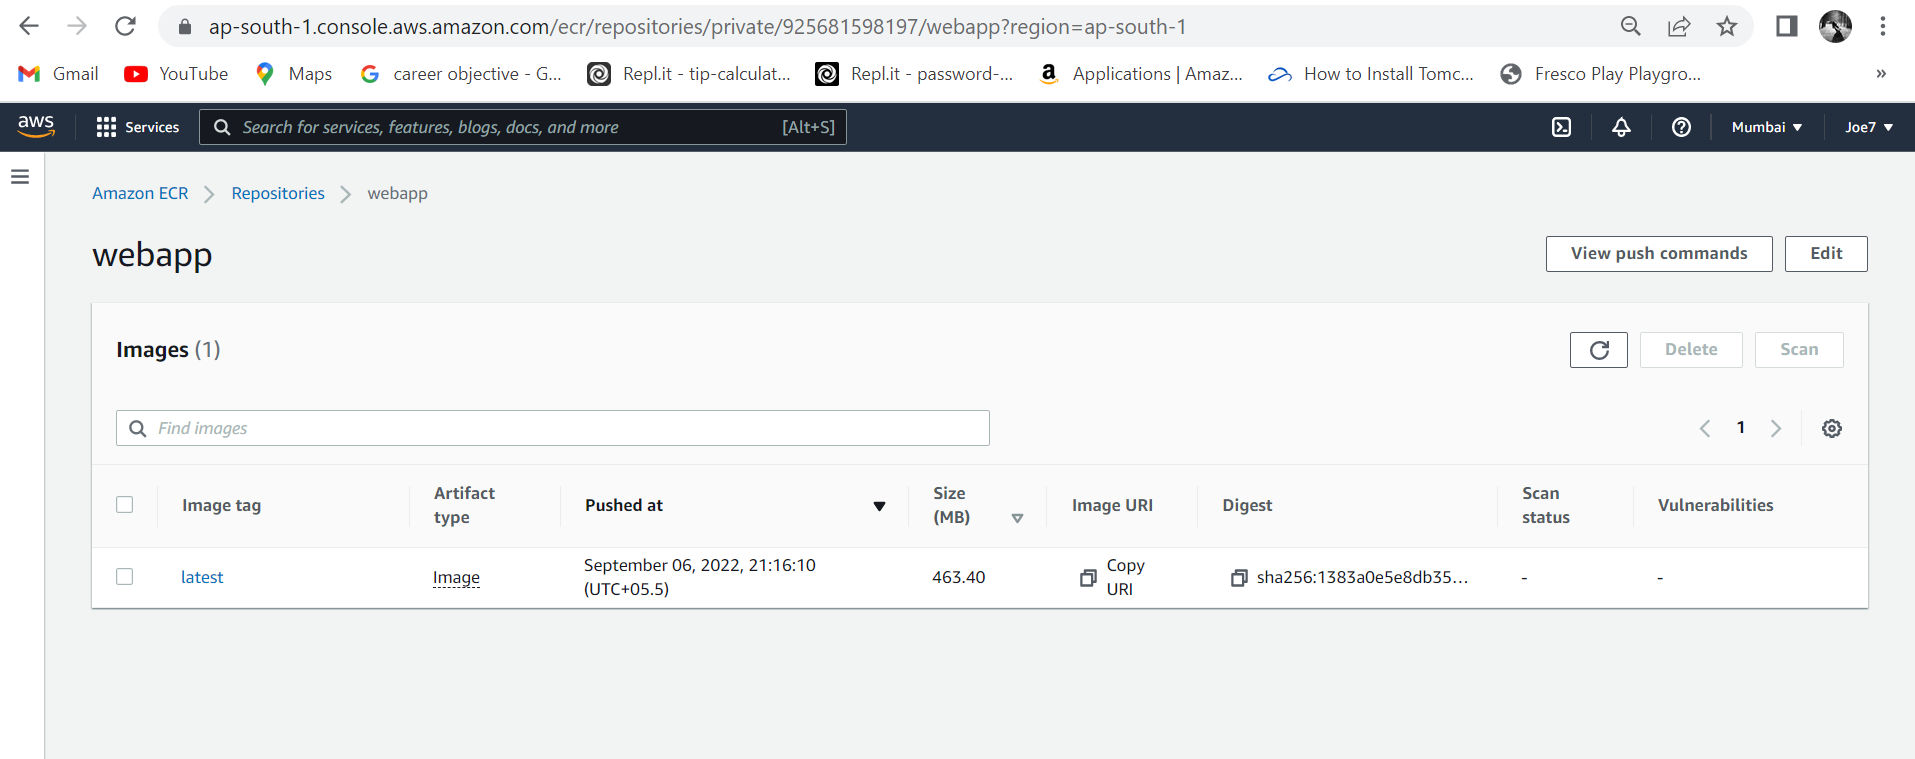 ap-south-1.console.aws.amazon.com/ecr/repositories/private/925681598197/webapp?region=ap-south-1
Gmail YouTube Maps career objective - G... Repl.it - tip-calculat... Repl.it - password-... Applications | Amaz... How to Install Tomc... Fresco Play Playgro... »
aws Services Search for services, features, blogs, docs, and more [Alt+S] Mumbai Joe7
Amazon ECR Repositories webapp
webapp
View push commands Edit
Images (1)
Delete Scan
Find images
1
Image tag Artifact type Pushed at Size (MB) Image URI Digest Scan status Vulnerabilities
latest Image September 06, 2022, 21:16:10 (UTC+05.5) 463.40 Copy URI sha256:1383a0e5e8db35... - -